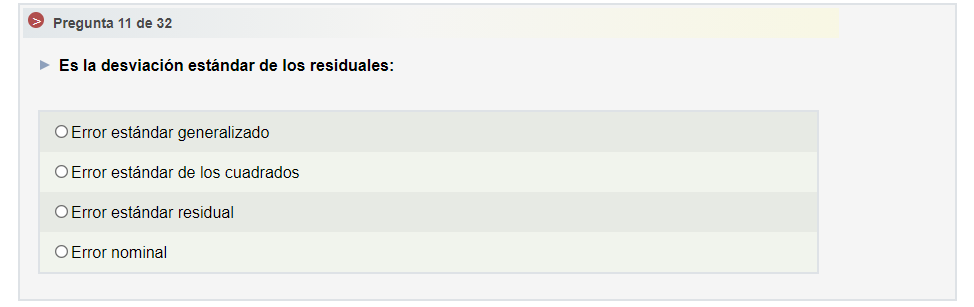 Pregunta 11 de 32
Es la desviación estándar de los residuales:
Error estándar generalizado
Error estándar de los cuadrados
Error estándar residual
Error nominal